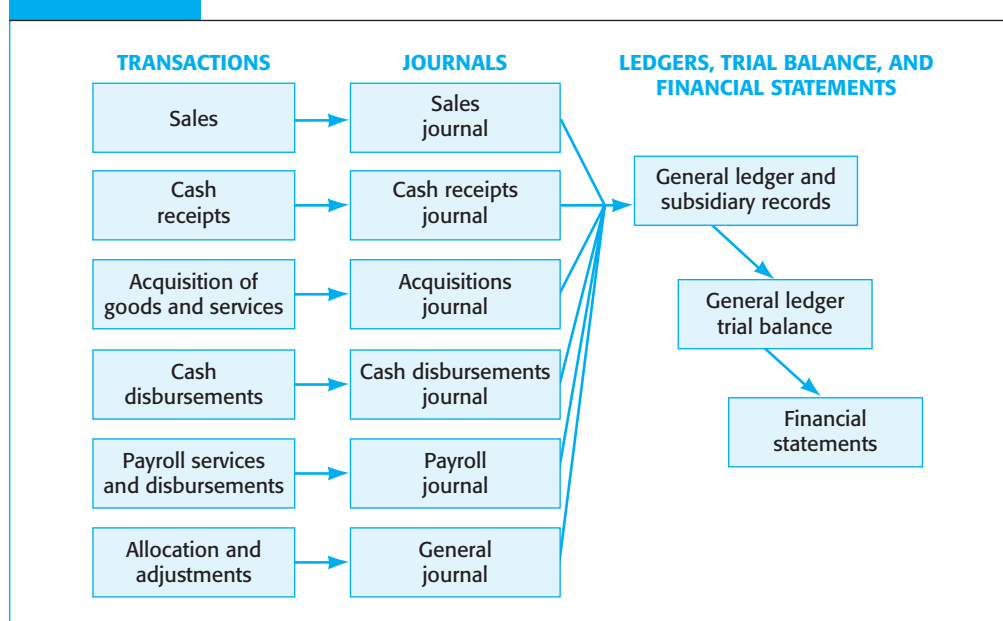 TRANSACTIONS
JOURNALS
LEDGERS, TRIAL BALANCE, AND
FINANCIAL STATEMENTS
Sales
Sales
journal
Cash
receipts
Cash receipts
journal
General ledger and
subsidiary records
Acquisition of
goods and services
Acquisitions
journal
General ledger
trial balance
Cash
disbursements
Cash disbursements
journal
Financial
statements
Payroll services
and disbursements
Payroll
journal
Allocation and
adjustments
General
journal